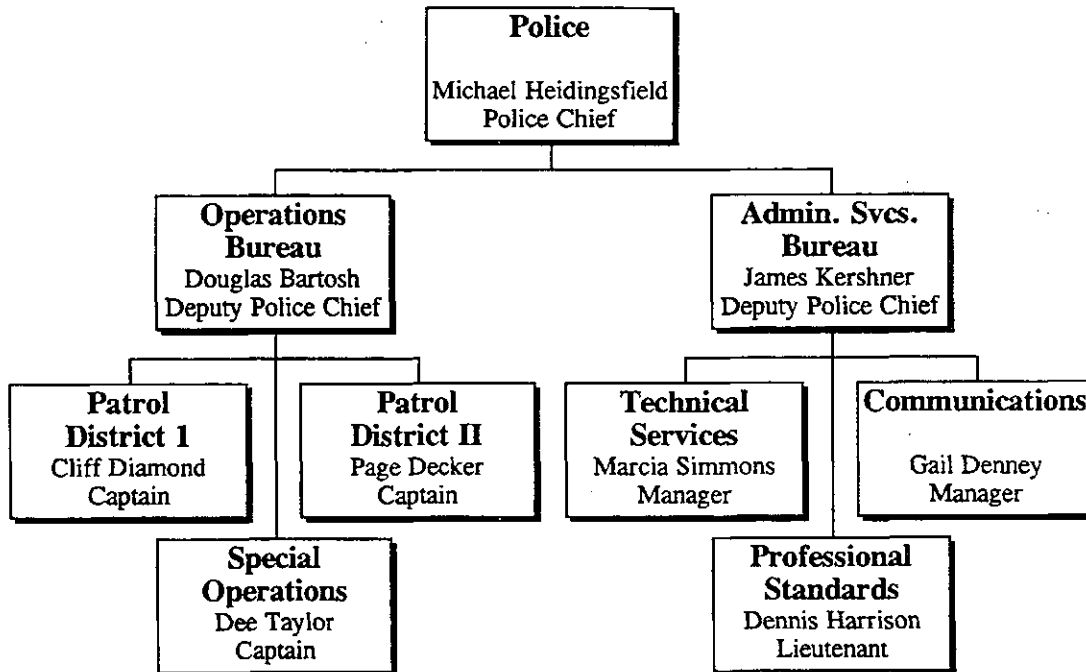 Police
Michael Heidingsfield
Police Chief
Operations
Bureau
Douglas Bartosh
Deputy Police Chief
Admin. Svcs.
Bureau
James Kershner
Deputy Police Chief
Patrol
District 1
Cliff Diamond
Captain
Patrol
District II
Page Decker
Captain
Technical
Services
Marcia Simmons
Manager
Communications
Gail Denney
Manager
Special
Operations
Dee Taylor
Captain
Professional
Standards
Dennis Harrison
Lieutenant